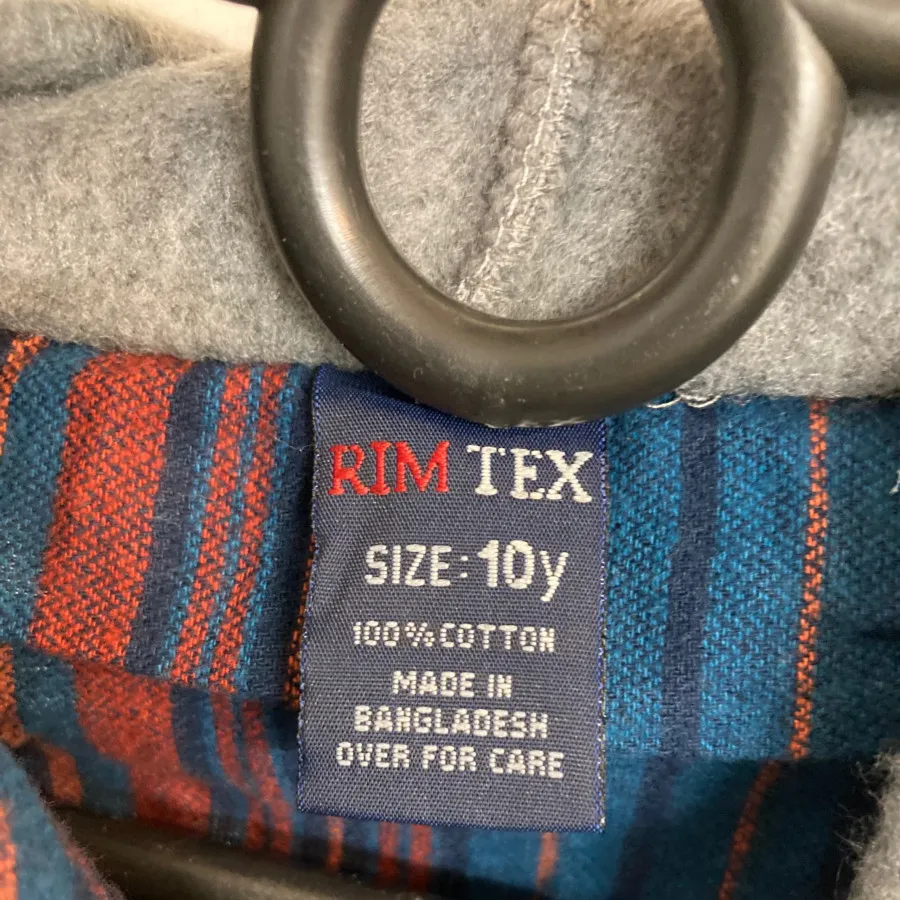 RIM TEX
SIZE: 10y
100% COTTON
MADE IN
BANGLADESH
OVER FOR CARE